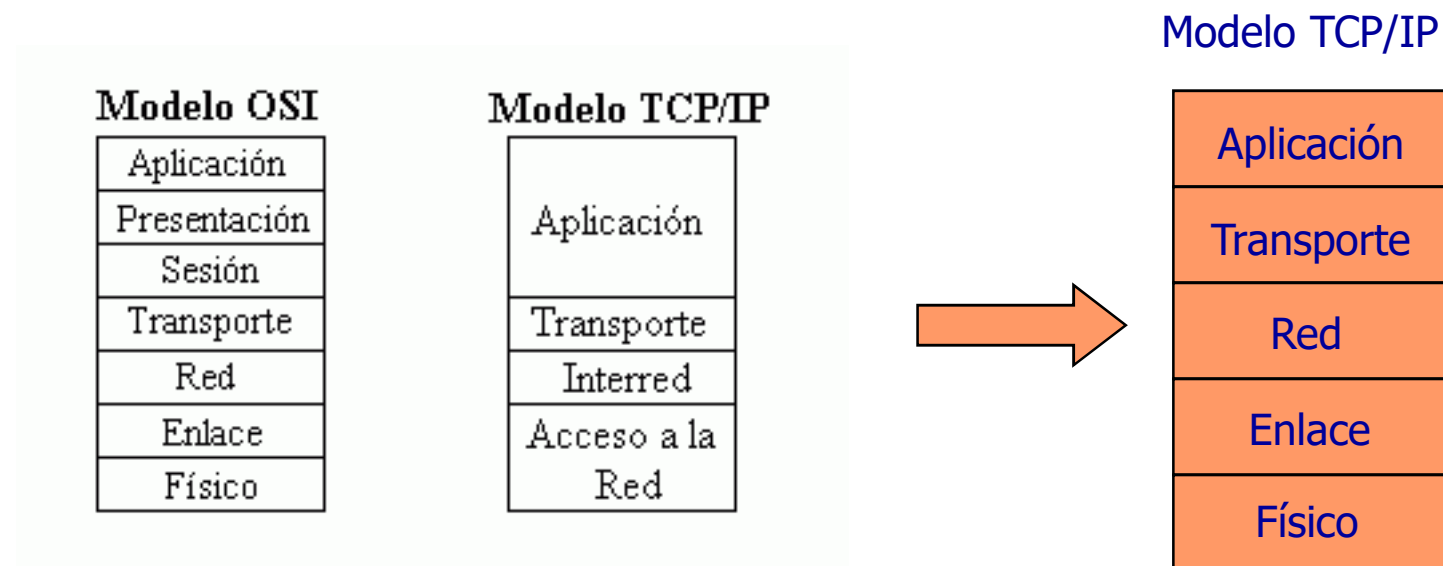 Modelo OSI
Aplicación
Presentación
Sesión
Transporte
Red
Enlace
Físico
Modelo TCP/IP
Aplicación
Transporte
Interred
Acceso a la
Red
Modelo TCP/IP
Aplicación
Transporte
Red
Enlace
Físico